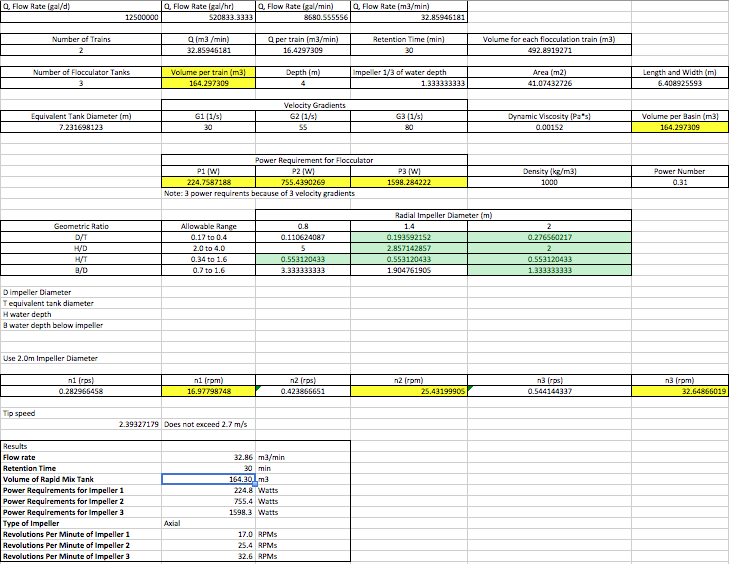 Q, Flow Rate (gal/d) Q, Flow Rate (gal/hr) Q, Flow Rate (gal/min) Q, Flow Rate (m3/min)
12500000 520833.3333 8680.555556 32.85946181
Number of Trains Q (m3 /min) Q per train (m3/min) Retention Time (min) Volume for each flocculation train (m3)
2 32.85946181 16.4297309 30 492.8919271
Number of Flocculator Tanks Volume per train (m3) Depth (m) Impeller 1/3 of water depth Area (m2) Length and Width (m)
3 164.297309 4 1.333333333 41.07432726 6.408925593
Velocity Gradients
Equivalent Tank Diameter (m) G1 (1/s) G2 (1/s) G3 (1/s) Dynamic Viscosity (Pa*s) Volume per Basin (m3)
7.231698123 30 55 80 0.00152 164.297309
Power Requirement for Flocculator
P1 (W) P2 (W) P3 (W) Density (kg/m3) Power Number
224.7587188 755.4390269 1598.284222 1000 0.31
Note: 3 power requirents because of 3 velocity gradients
Radial Impeller Diameter (m)
Geometric Ratio Allowable Range 0.8 1.4 2
D/T 0.17 to 0.4 0.110624087 0.193592152 0.276560217
H/D 2.0 to 4.0 5 2.857142857 2
H/T 0.34 to 1.6 0.553120433 0.553120433 0.553120433
B/D 0.7 to 1.6 3.333333333 1.904761905 1.333333333
D impeller Diameter
T equivalent tank diameter
H water depth
B water depth below impeller
Use 2.0m Impeller Diameter
n1 (rps) n1 (rpm) n2 (rps) n2 (rpm) n3 (rps) n3 (rpm)
0.282966458 16.97798748 0.423866651 25.43199905 0.544144337 32.64866019
Tip speed
2.39327179 Does not exceed 2.7 m/s
Results
Flow rate 32.86 m3/min
Retention Time 30 min
Volume of Rapid Mix Tank 164.30 m3
Power Requirements for Impeller 1 224.8 Watts
Power Requirements for Impeller 2 755.4 Watts
Power Requirements for Impeller 3 1598.3 Watts
Type of Impeller Axial
Revolutions Per Minute of Impeller 1 17.0 RPMs
Revolutions Per Minute of Impeller 2 25.4 RPMs
Revolutions Per Minute of Impeller 3 32.6 RPMs